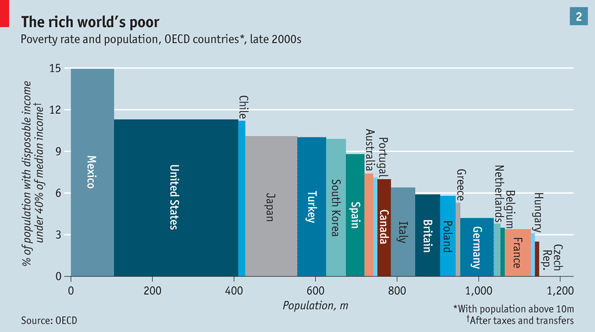 The rich world's poor
2
Poverty rate and population, OECD countries*, late 2000s
% of population with disposable income
under 40% of median income†
15
12
9
6
3
0
Mexico
United States
Chile
Japan
Turkey
South Korea
Spain
Australia
Portugal
Canada
Italy
Britain
Poland
Greece
Germany
Netherlands
Belgium
France
Hungary
Czech
Rep.
0
200
400
600
800
1,000
1,200
Population, m
Source: OECD
*With population above 10m
†After taxes and transfers